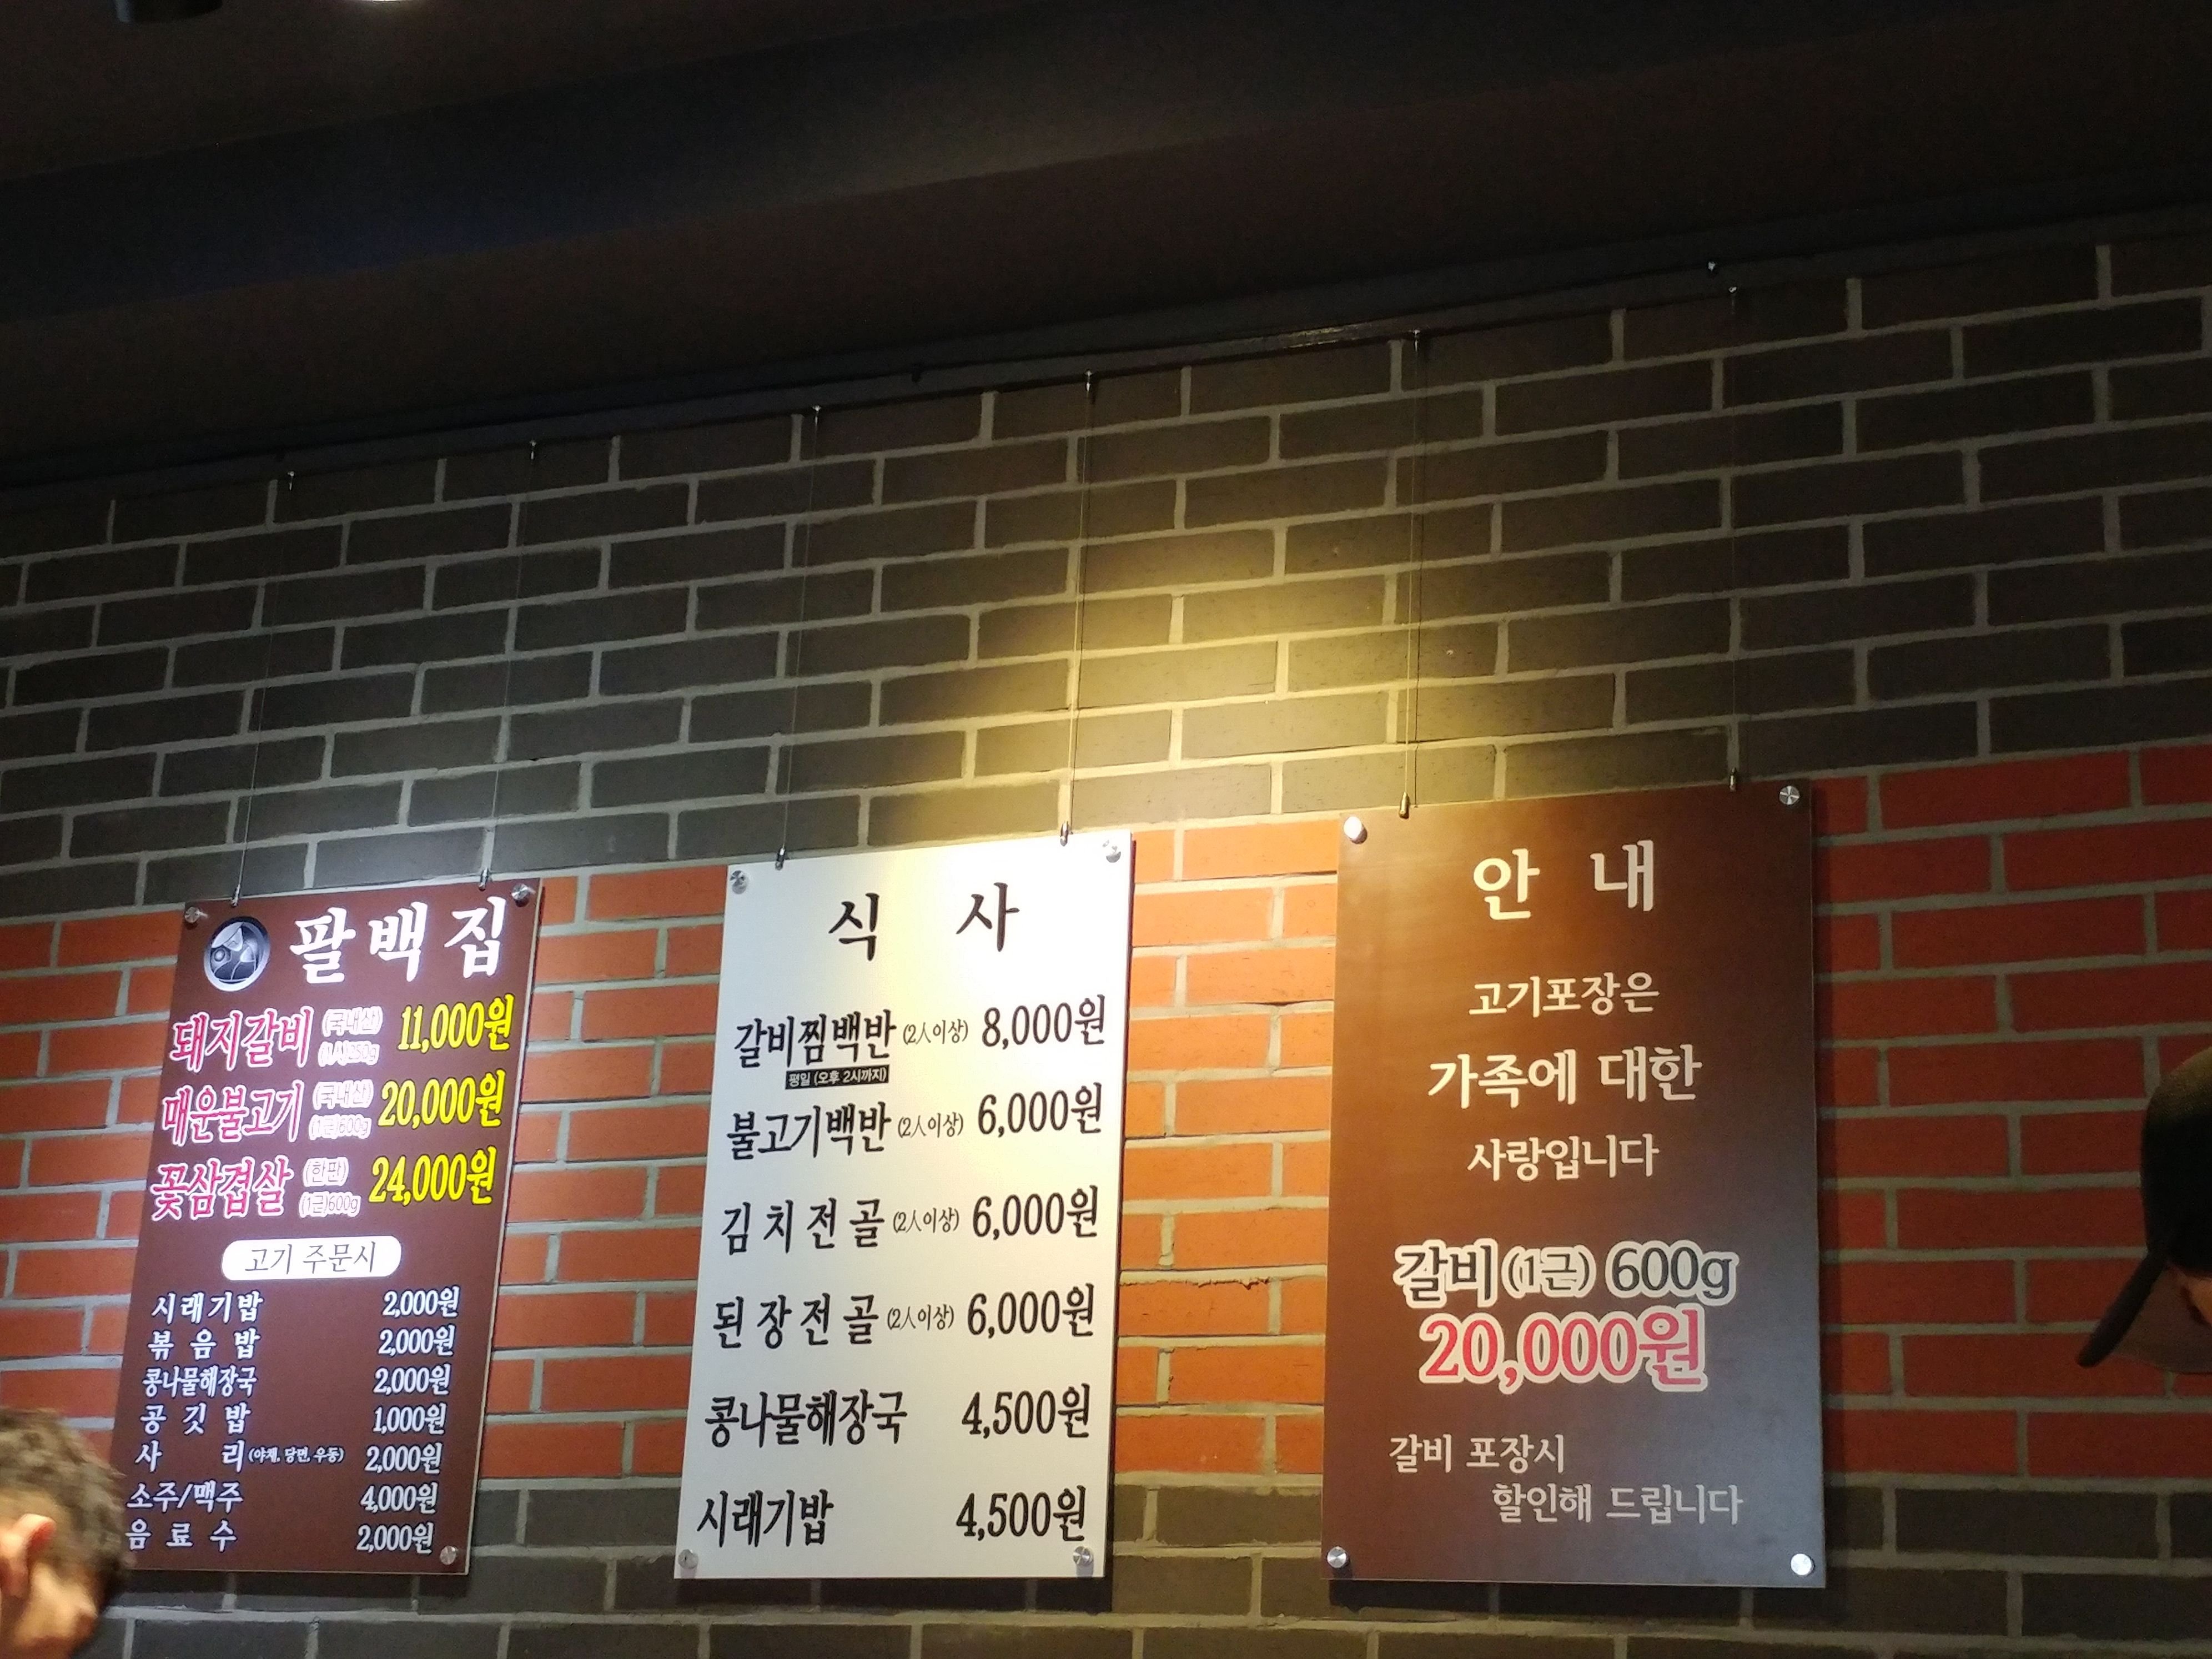 팔백집
돼지갈비 (국내산) (1人)250g 11,000원
매운불고기 (국내산) (1근)600g 20,000원
꽃삼겹살 (한판) (1근)600g 24,000원
고기 주문시
시래기밥 2,000원
볶음밥 2,000원
콩나물해장국 2,000원
공깃밥 1,000원
사리 (야채, 당면, 우동) 2,000원
소주/맥주 4,000원
음료수 2,000원
식사
갈비찜백반 (2人이상) 8,000원
평일 (오후 2시까지)
불고기백반 (2人이상) 6,000원
김치전골 (2人이상) 6,000원
된장전골 (2人이상) 6,000원
콩나물해장국 4,500원
시래기밥 4,500원
안내
고기포장은
가족에 대한
사랑입니다
갈비(1근) 600g
20,000원
갈비 포장시
할인해 드립니다